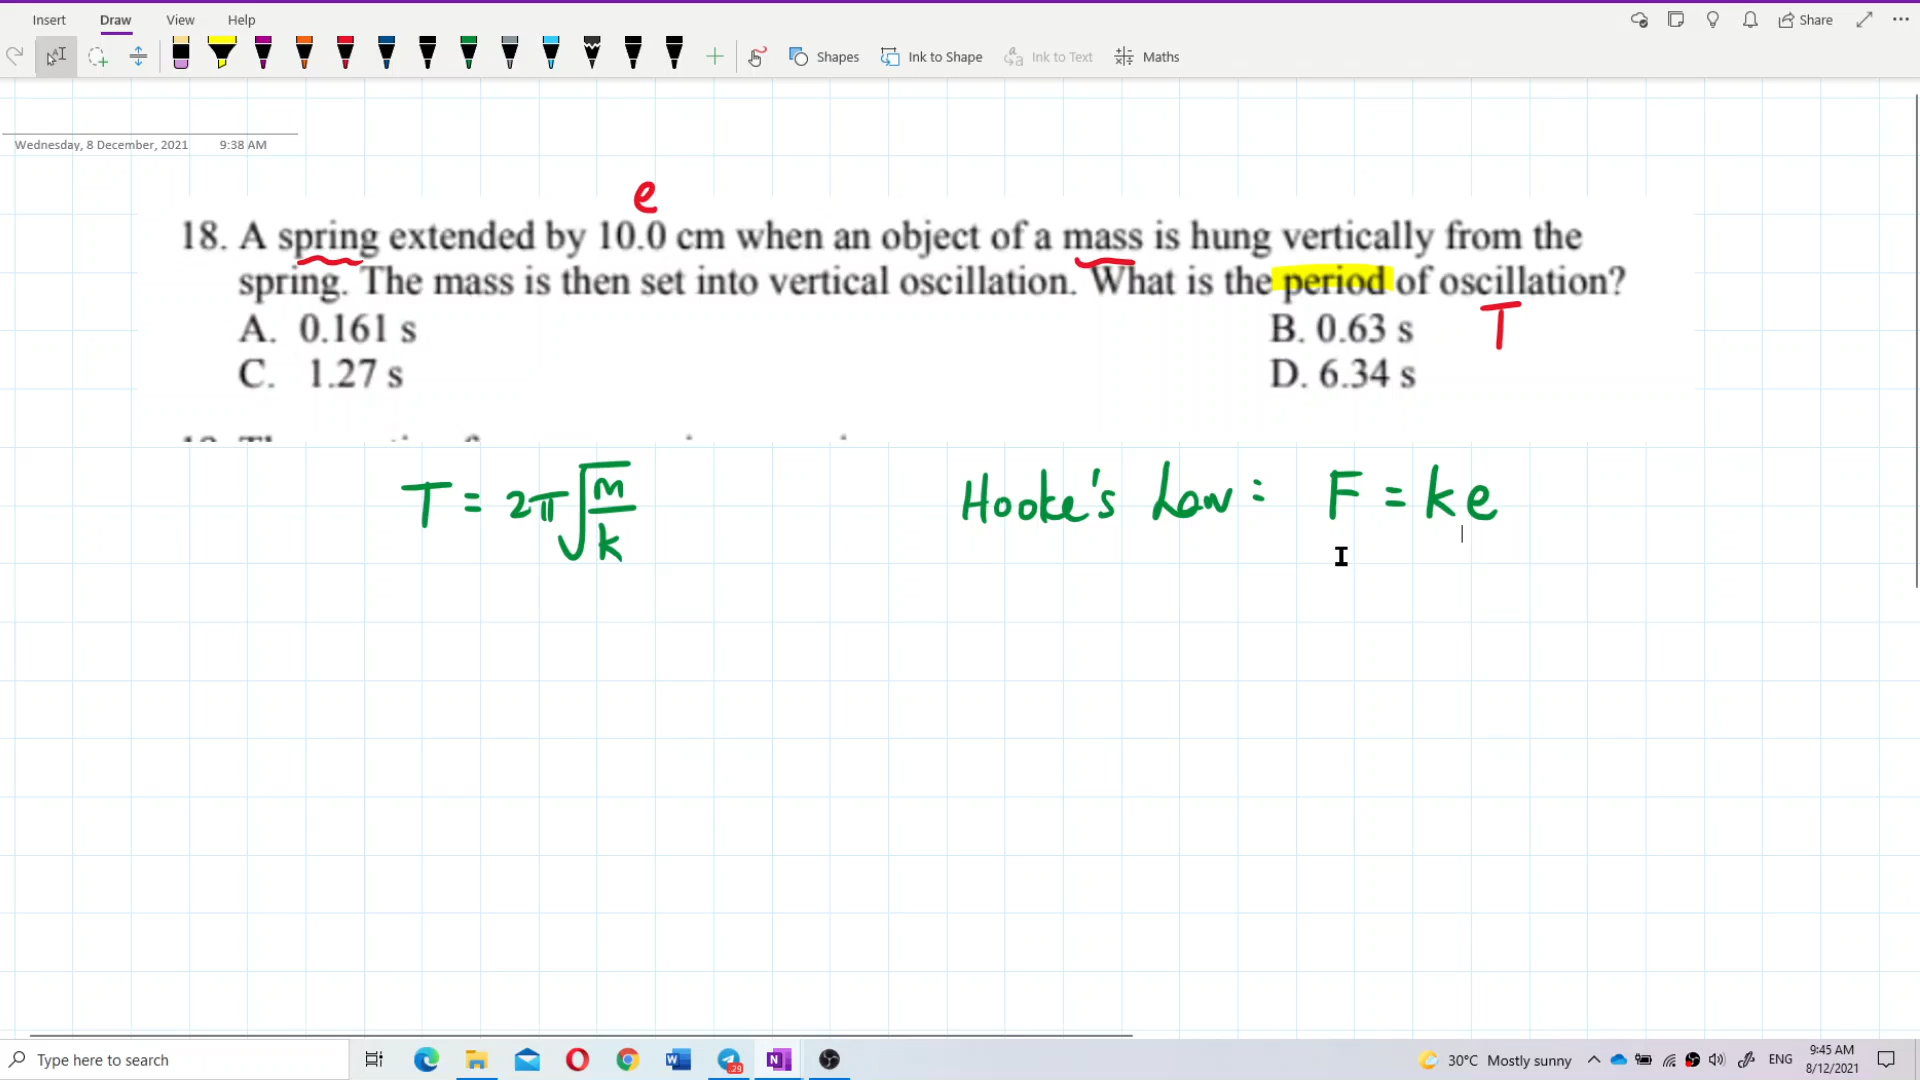 Insert Draw View Help Share
Shapes Ink to Shape Ink to Text Maths
Wednesday, 8 December, 2021 9:38 AM
e
18. A spring extended by 10.0 cm when an object of a mass is hung vertically from the
spring. The mass is then set into vertical oscillation. What is the period of oscillation?
T
A. 0.161 s B. 0.63 s
C. 1.27 s D. 6.34 s
T = 2π√m/k Hooke's Law: F = ke
Type here to search 29 30°C Mostly sunny ENG 9:45 AM
8/12/2021